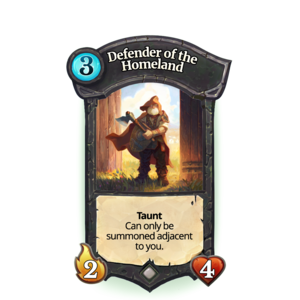 3
Defender of the
Homeland
Taunt
Can only be
summoned adjacent
to you.
2
4